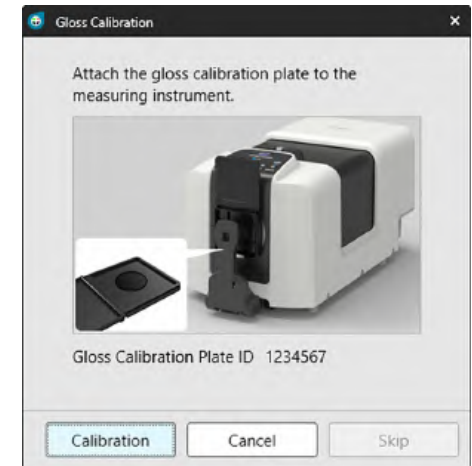 Gloss Calibration
Attach the gloss calibration plate to the
measuring instrument.
Gloss Calibration Plate ID 1234567
Calibration
Cancel
Skip